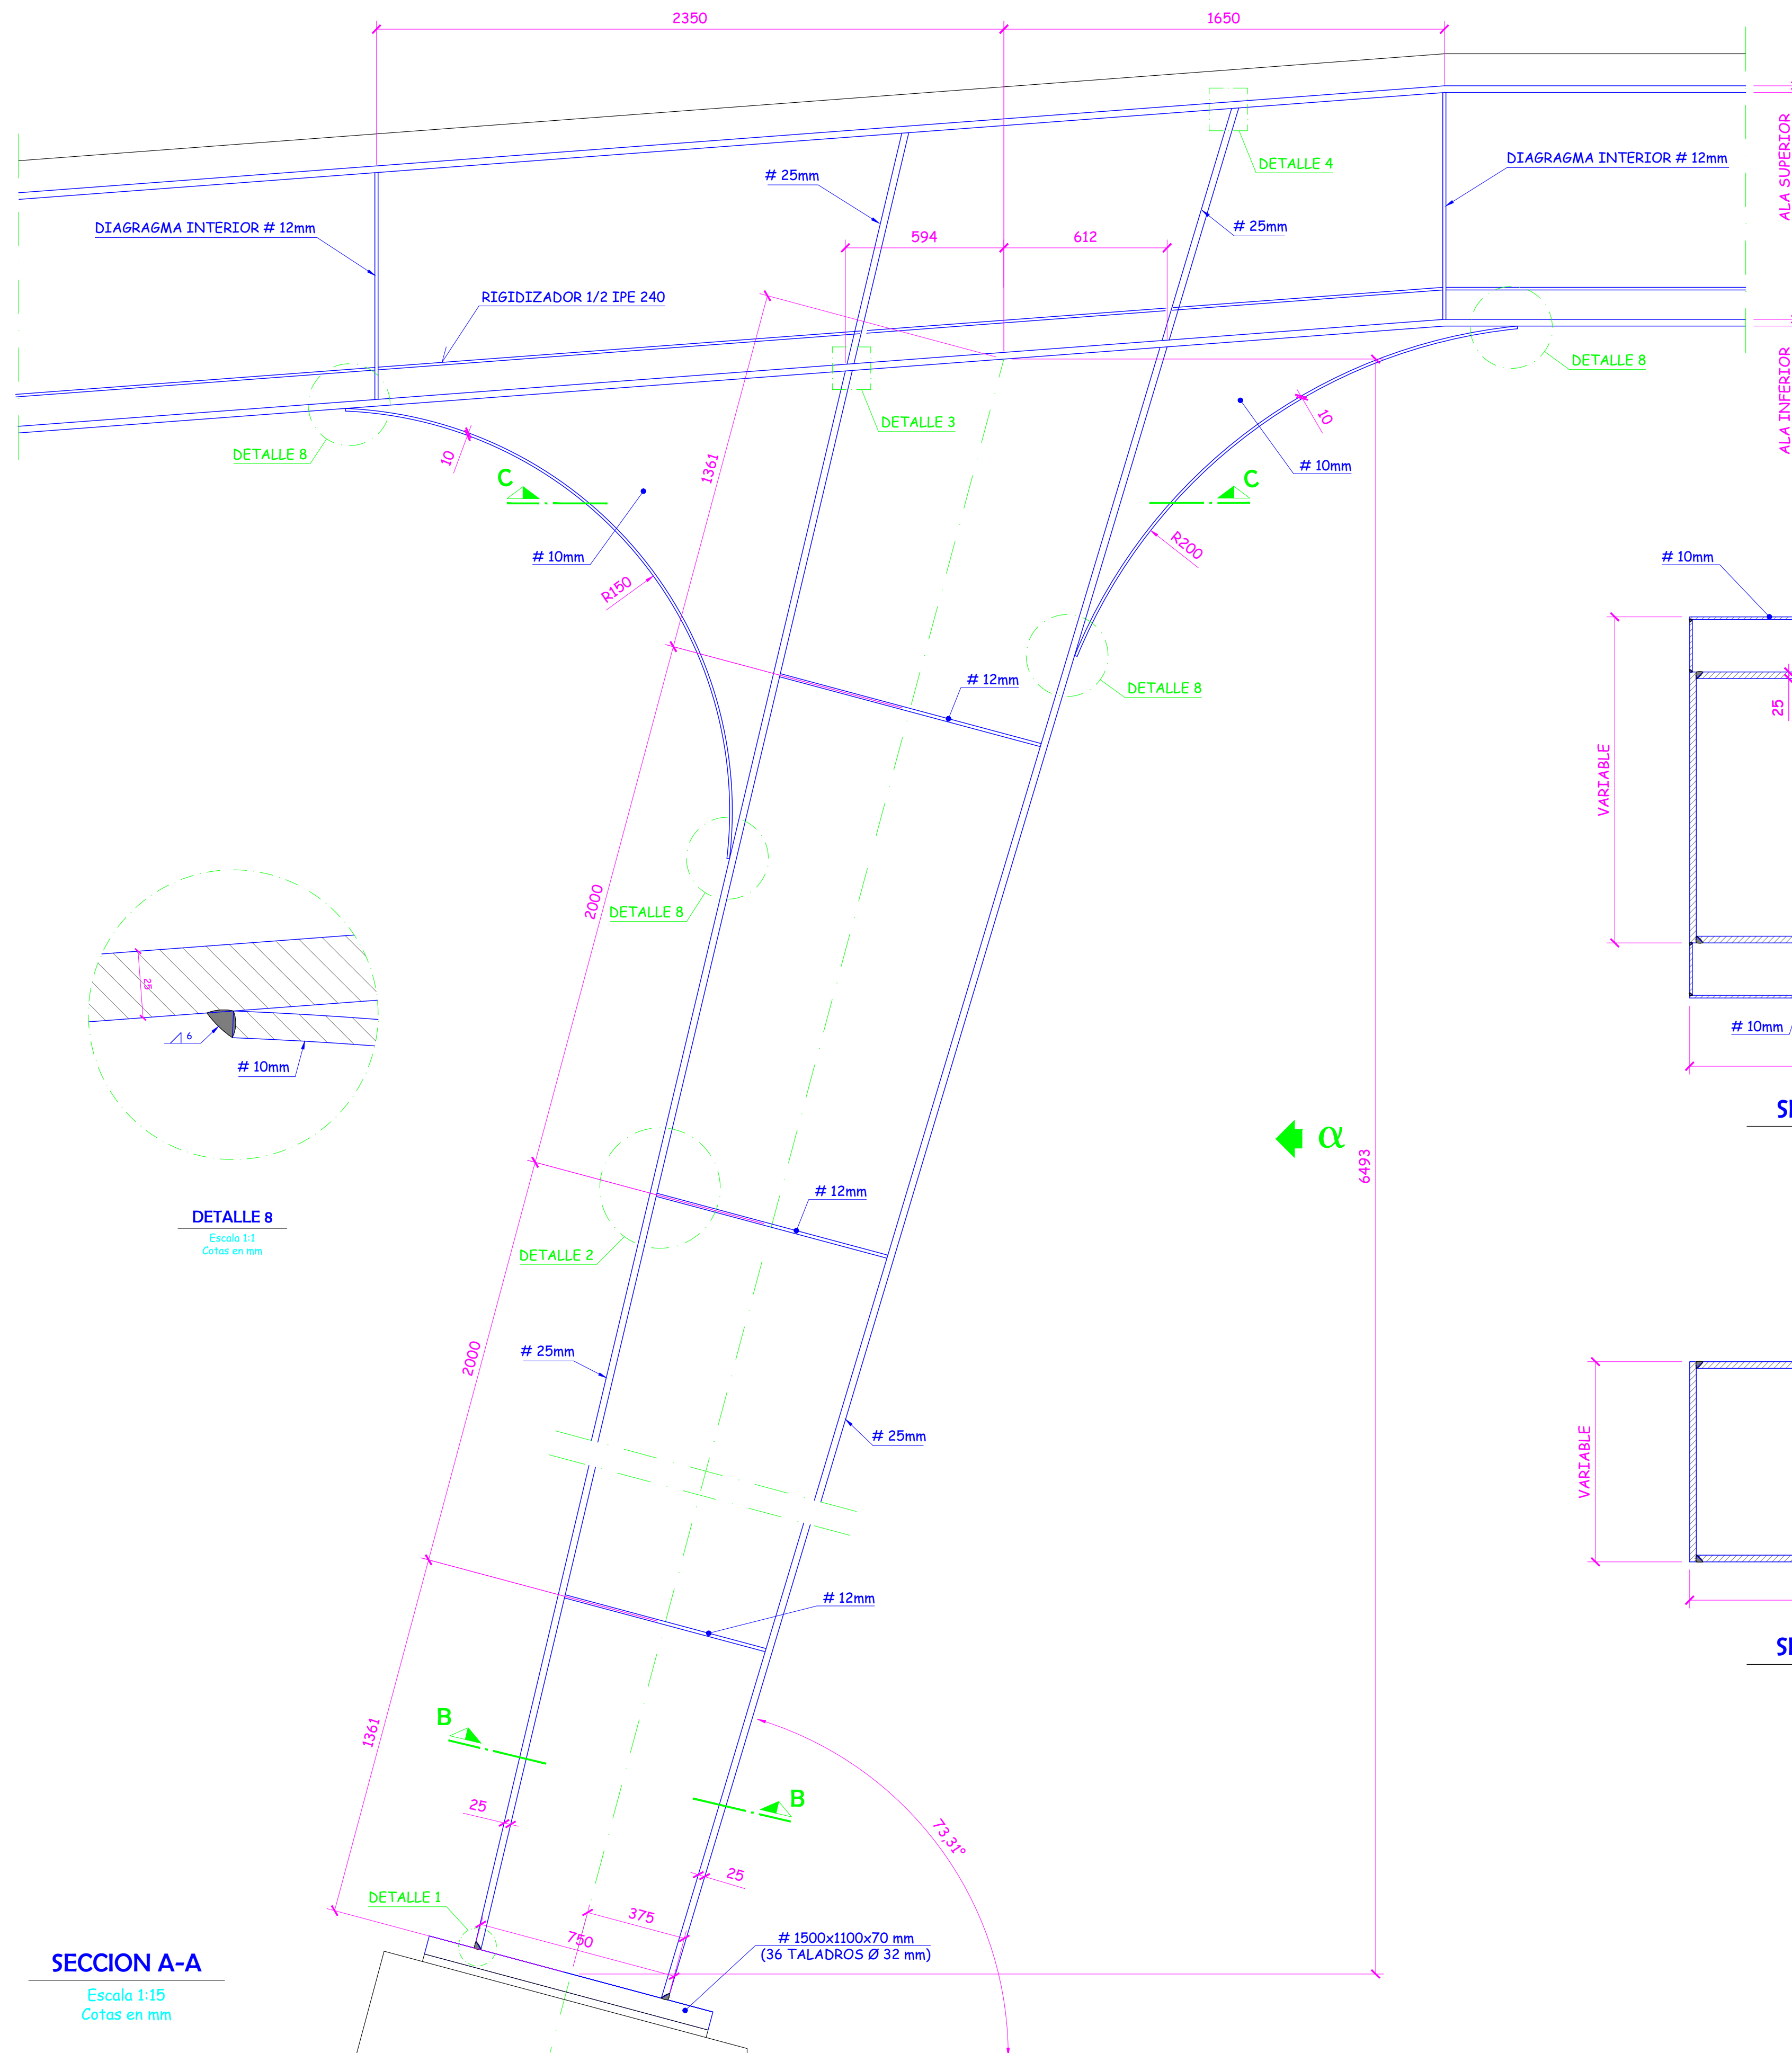 2350
1650
DETALLE 4
# 25mm
DIAGRAGMA INTERIOR # 12mm
ALA SUPERIOR
DIAGRAGMA INTERIOR # 12mm
# 25mm
594
612
RIGIDIZADOR 1/2 IPE 240
DETALLE 8
ALA INFERIOR
DETALLE 3
10
DETALLE 8
10
1361
# 10mm
C
C
# 10mm
R200
R150
# 10mm
# 12mm
DETALLE 8
25
VARIABLE
2000
DETALLE 8
25
6
# 10mm
# 10mm
α
6493
# 12mm
DETALLE 8
Escala 1:1
Cotas en mm
DETALLE 2
2000
# 25mm
# 25mm
VARIABLE
# 12mm
1361
B
B
25
25
73,31°
DETALLE 1
375
750
# 1500x1100x70 mm
(36 TALADROS Ø 32 mm)
SECCION A-A
Escala 1:15
Cotas en mm